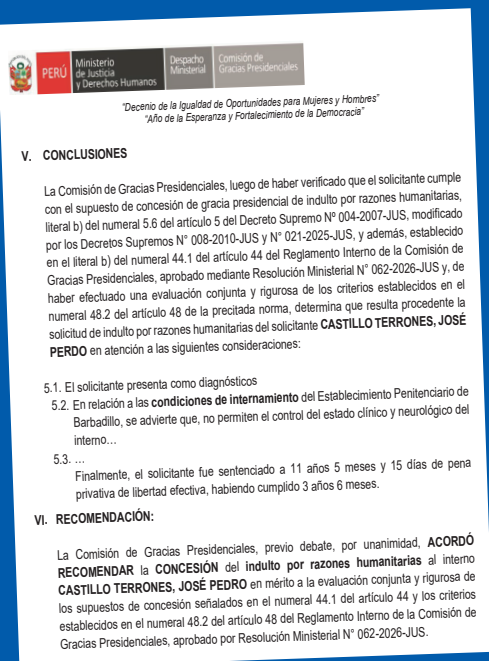 PERÚ
Ministerio
de Justicia
y Derechos Humanos
Despacho
Ministerial
Comisión de
Gracias Presidenciales
"Decenio de la Igualdad de Oportunidades para Mujeres y Hombres"
"Año de la Esperanza y Fortalecimiento de la Democracia"
V. CONCLUSIONES
La Comisión de Gracias Presidenciales, luego de haber verificado que el solicitante cumple
con el supuesto de concesión de gracia presidencial de indulto por razones humanitarias,
literal b) del numeral 5.6 del artículo 5 del Decreto Supremo Nº 004-2007-JUS, modificado
por los Decretos Supremos N° 008-2010-JUS y N° 021-2025-JUS, y además, establecido
en el literal b) del numeral 44.1 del artículo 44 del Reglamento Interno de la Comisión de
Gracias Presidenciales, aprobado mediante Resolución Ministerial N° 062-2026-JUS y, de
haber efectuado una evaluación conjunta y rigurosa de los criterios establecidos en el
numeral 48.2 del artículo 48 de la precitada norma, determina que resulta procedente la
solicitud de indulto por razones humanitarias del solicitante CASTILLO TERRONES, JOSÉ
PERDO en atención a las siguientes consideraciones:
5.1. El solicitante presenta como diagnósticos
5.2. En relación a las condiciones de internamiento del Establecimiento Penitenciario de
Barbadillo, se advierte que, no permiten el control del estado clínico y neurológico del
interno...
5.3. ...
Finalmente, el solicitante fue sentenciado a 11 años 5 meses y 15 días de pena
privativa de libertad efectiva, habiendo cumplido 3 años 6 meses.
VI. RECOMENDACIÓN:
La Comisión de Gracias Presidenciales, previo debate, por unanimidad, ACORDÓ
RECOMENDAR la CONCESIÓN del indulto por razones humanitarias al interno
CASTILLO TERRONES, JOSÉ PEDRO en mérito a la evaluación conjunta y rigurosa de
los supuestos de concesión señalados en el numeral 44.1 del artículo 44 y los criterios
establecidos en el numeral 48.2 del artículo 48 del Reglamento Interno de la Comisión de
Gracias Presidenciales, aprobado por Resolución Ministerial N° 062-2026-JUS.